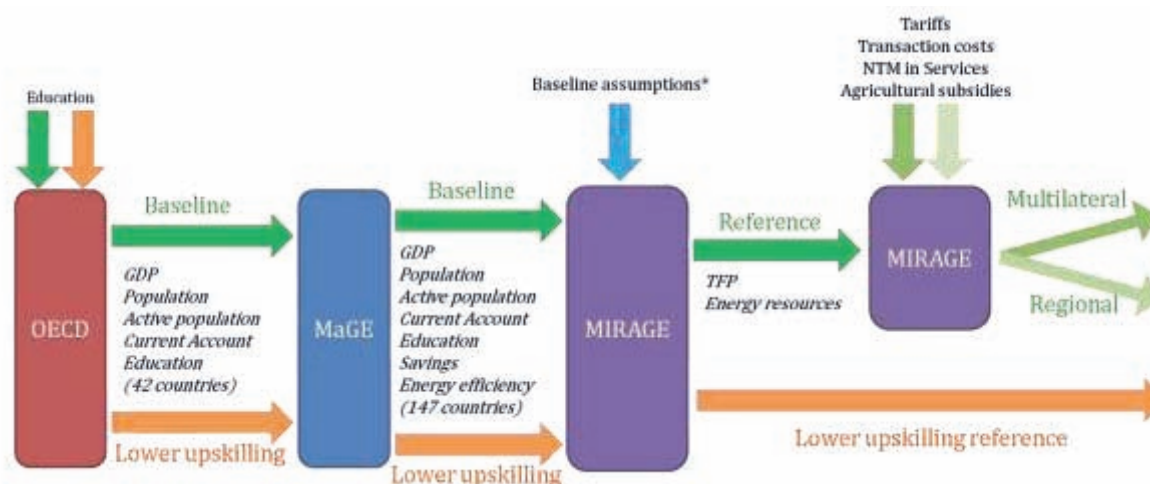 Education
OECD
Baseline
GDP
Population
Active population
Current Account
Education
(42 countries)
Lower upskilling
MaGE
Baseline
GDP
Population
Active population
Current Account
Education
Savings
Energy efficiency
(147 countries)
Lower upskilling
Baseline assumptions*
MIRAGE
Reference
TFP
Energy resources
Tariffs
Transaction costs
NTM in Services
Agricultural subsidies
MIRAGE
Multilateral
Regional
Lower upskilling reference